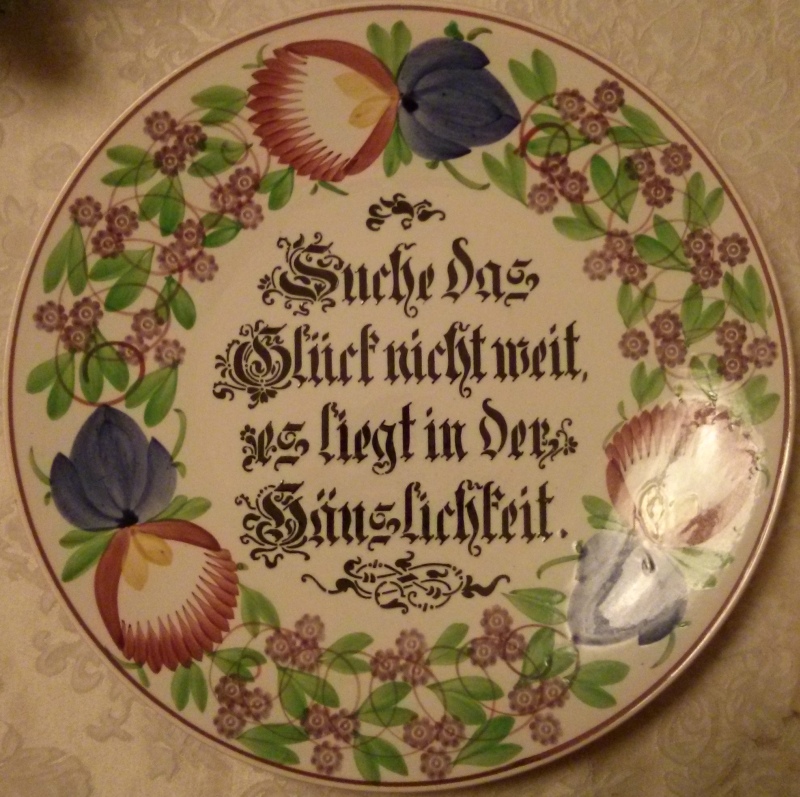 Suche das
Glück nicht weit,
es liegt in der
Häuslichkeit.